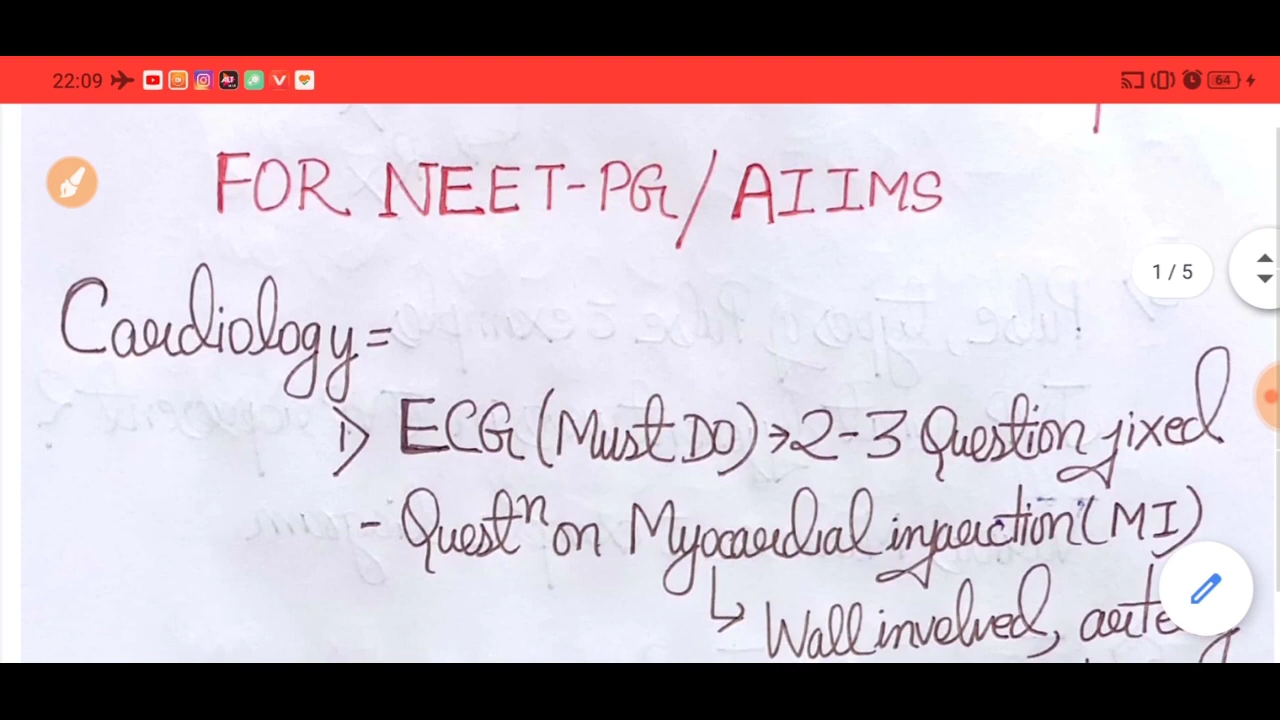 22:09
64
FOR NEET-PG/AIIMS
1 / 5
Cardiology =
1) ECG (Must DO) → 2-3 Question fixed
- Questⁿ on Myocardial infarction (MI)
↳ Wall involved,